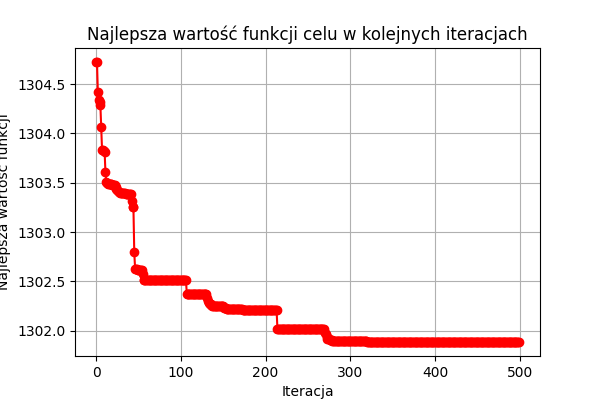 Najlepsza wartość funkcji celu w kolejnych iteracjach
Najlepsza wartość funkcji
1304.5
1304.0
1303.5
1303.0
1302.5
1302.0
0 100 200 300 400 500
Iteracja